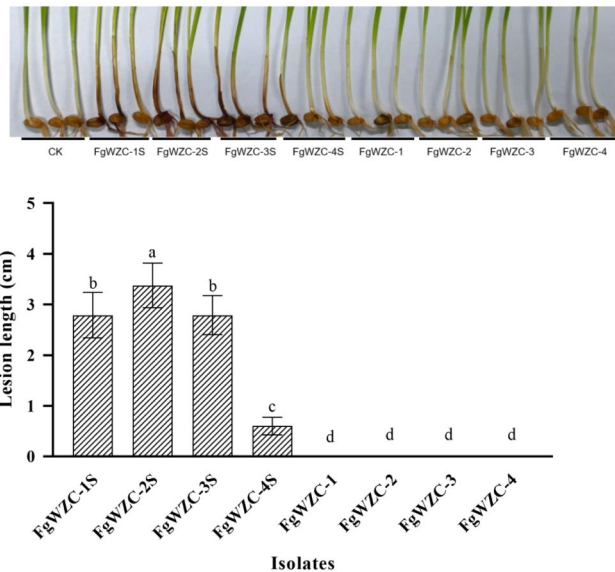 CK FgWZC-1S FgWZC-2S FgWZC-3S FgWZC-4S FgWZC-1 FgWZC-2 FgWZC-3 FgWZC-4
Lesion length (cm)
5
4
3
2
1
0
b
a
b
c
d
d
d
d
FgWZC-1S
FgWZC-2S
FgWZC-3S
FgWZC-4S
FgWZC-1
FgWZC-2
FgWZC-3
FgWZC-4
Isolates